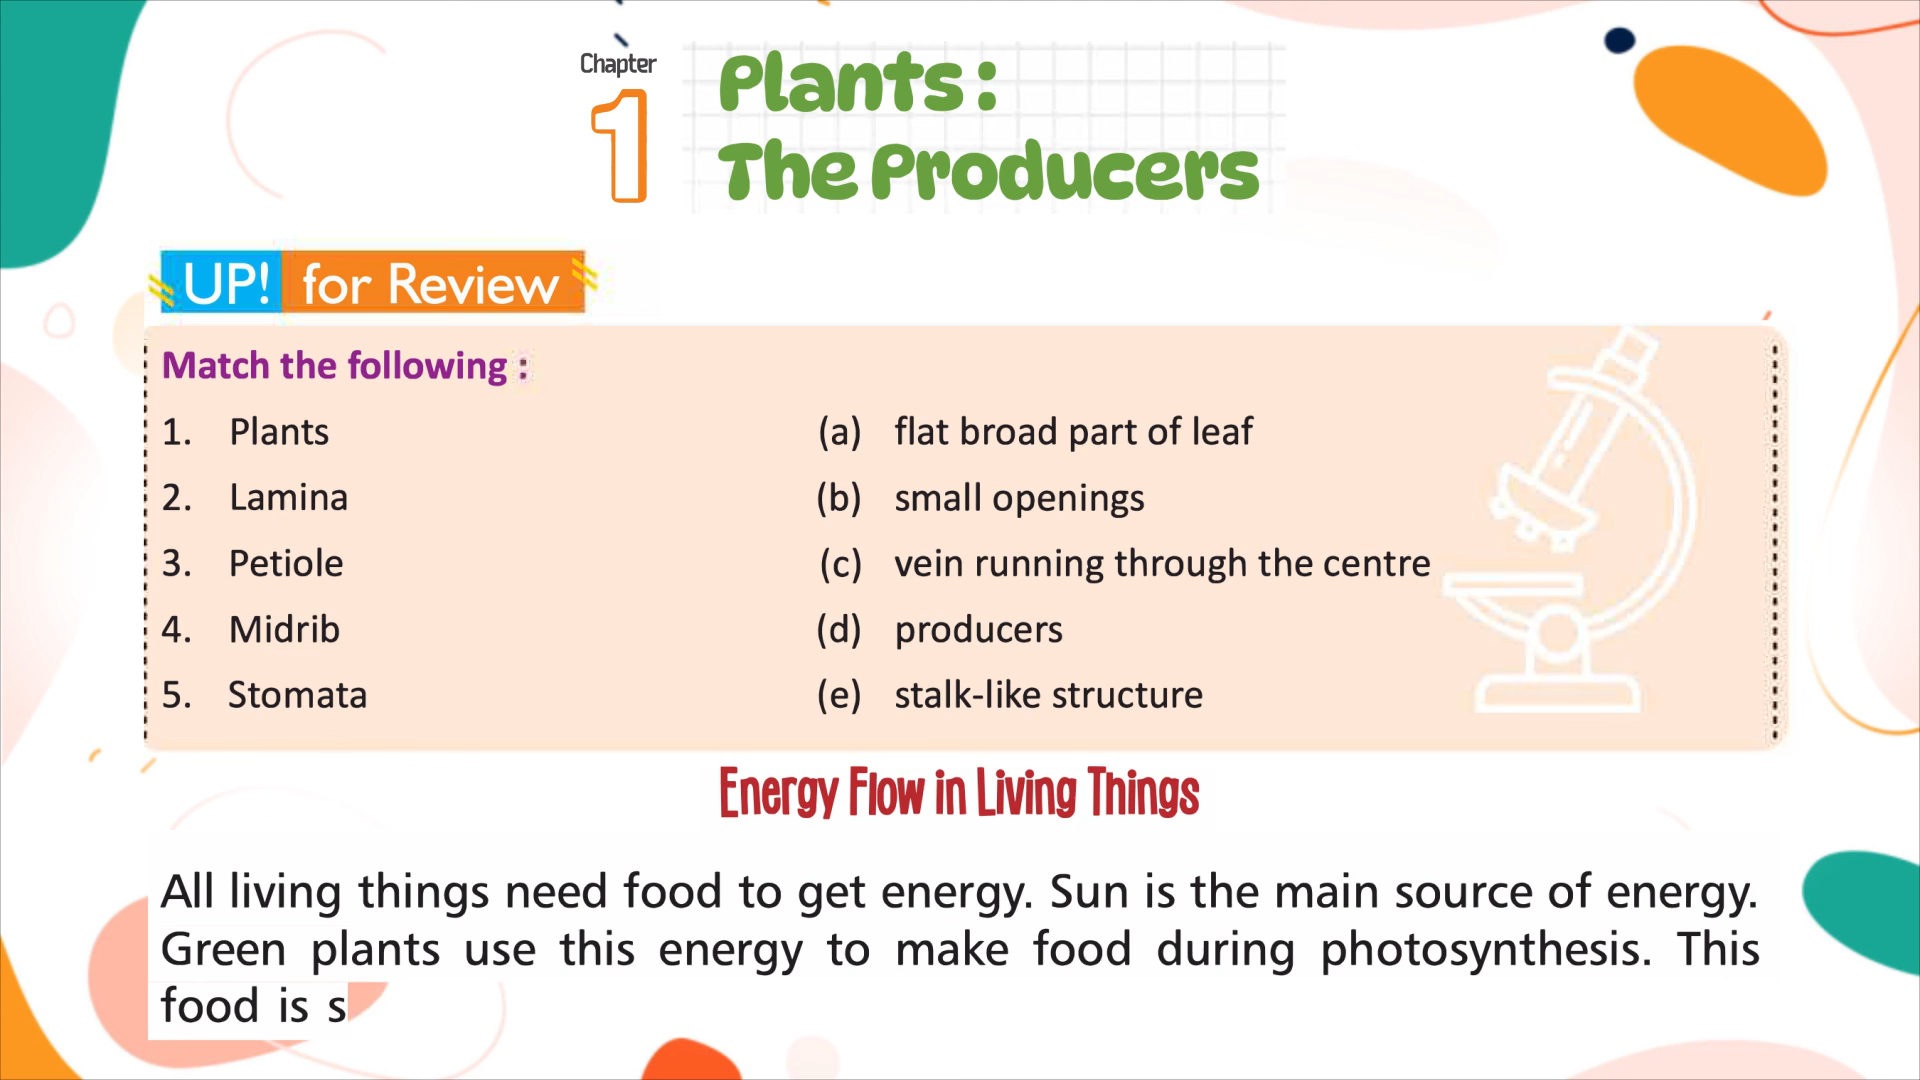 Chapter
1
Plants:
The Producers
UP! for Review
Match the following :
1. Plants (a) flat broad part of leaf
2. Lamina (b) small openings
3. Petiole (c) vein running through the centre
4. Midrib (d) producers
5. Stomata (e) stalk-like structure
Energy Flow in Living Things
All living things need food to get energy. Sun is the main source of energy.
Green plants use this energy to make food during photosynthesis. This
food is s